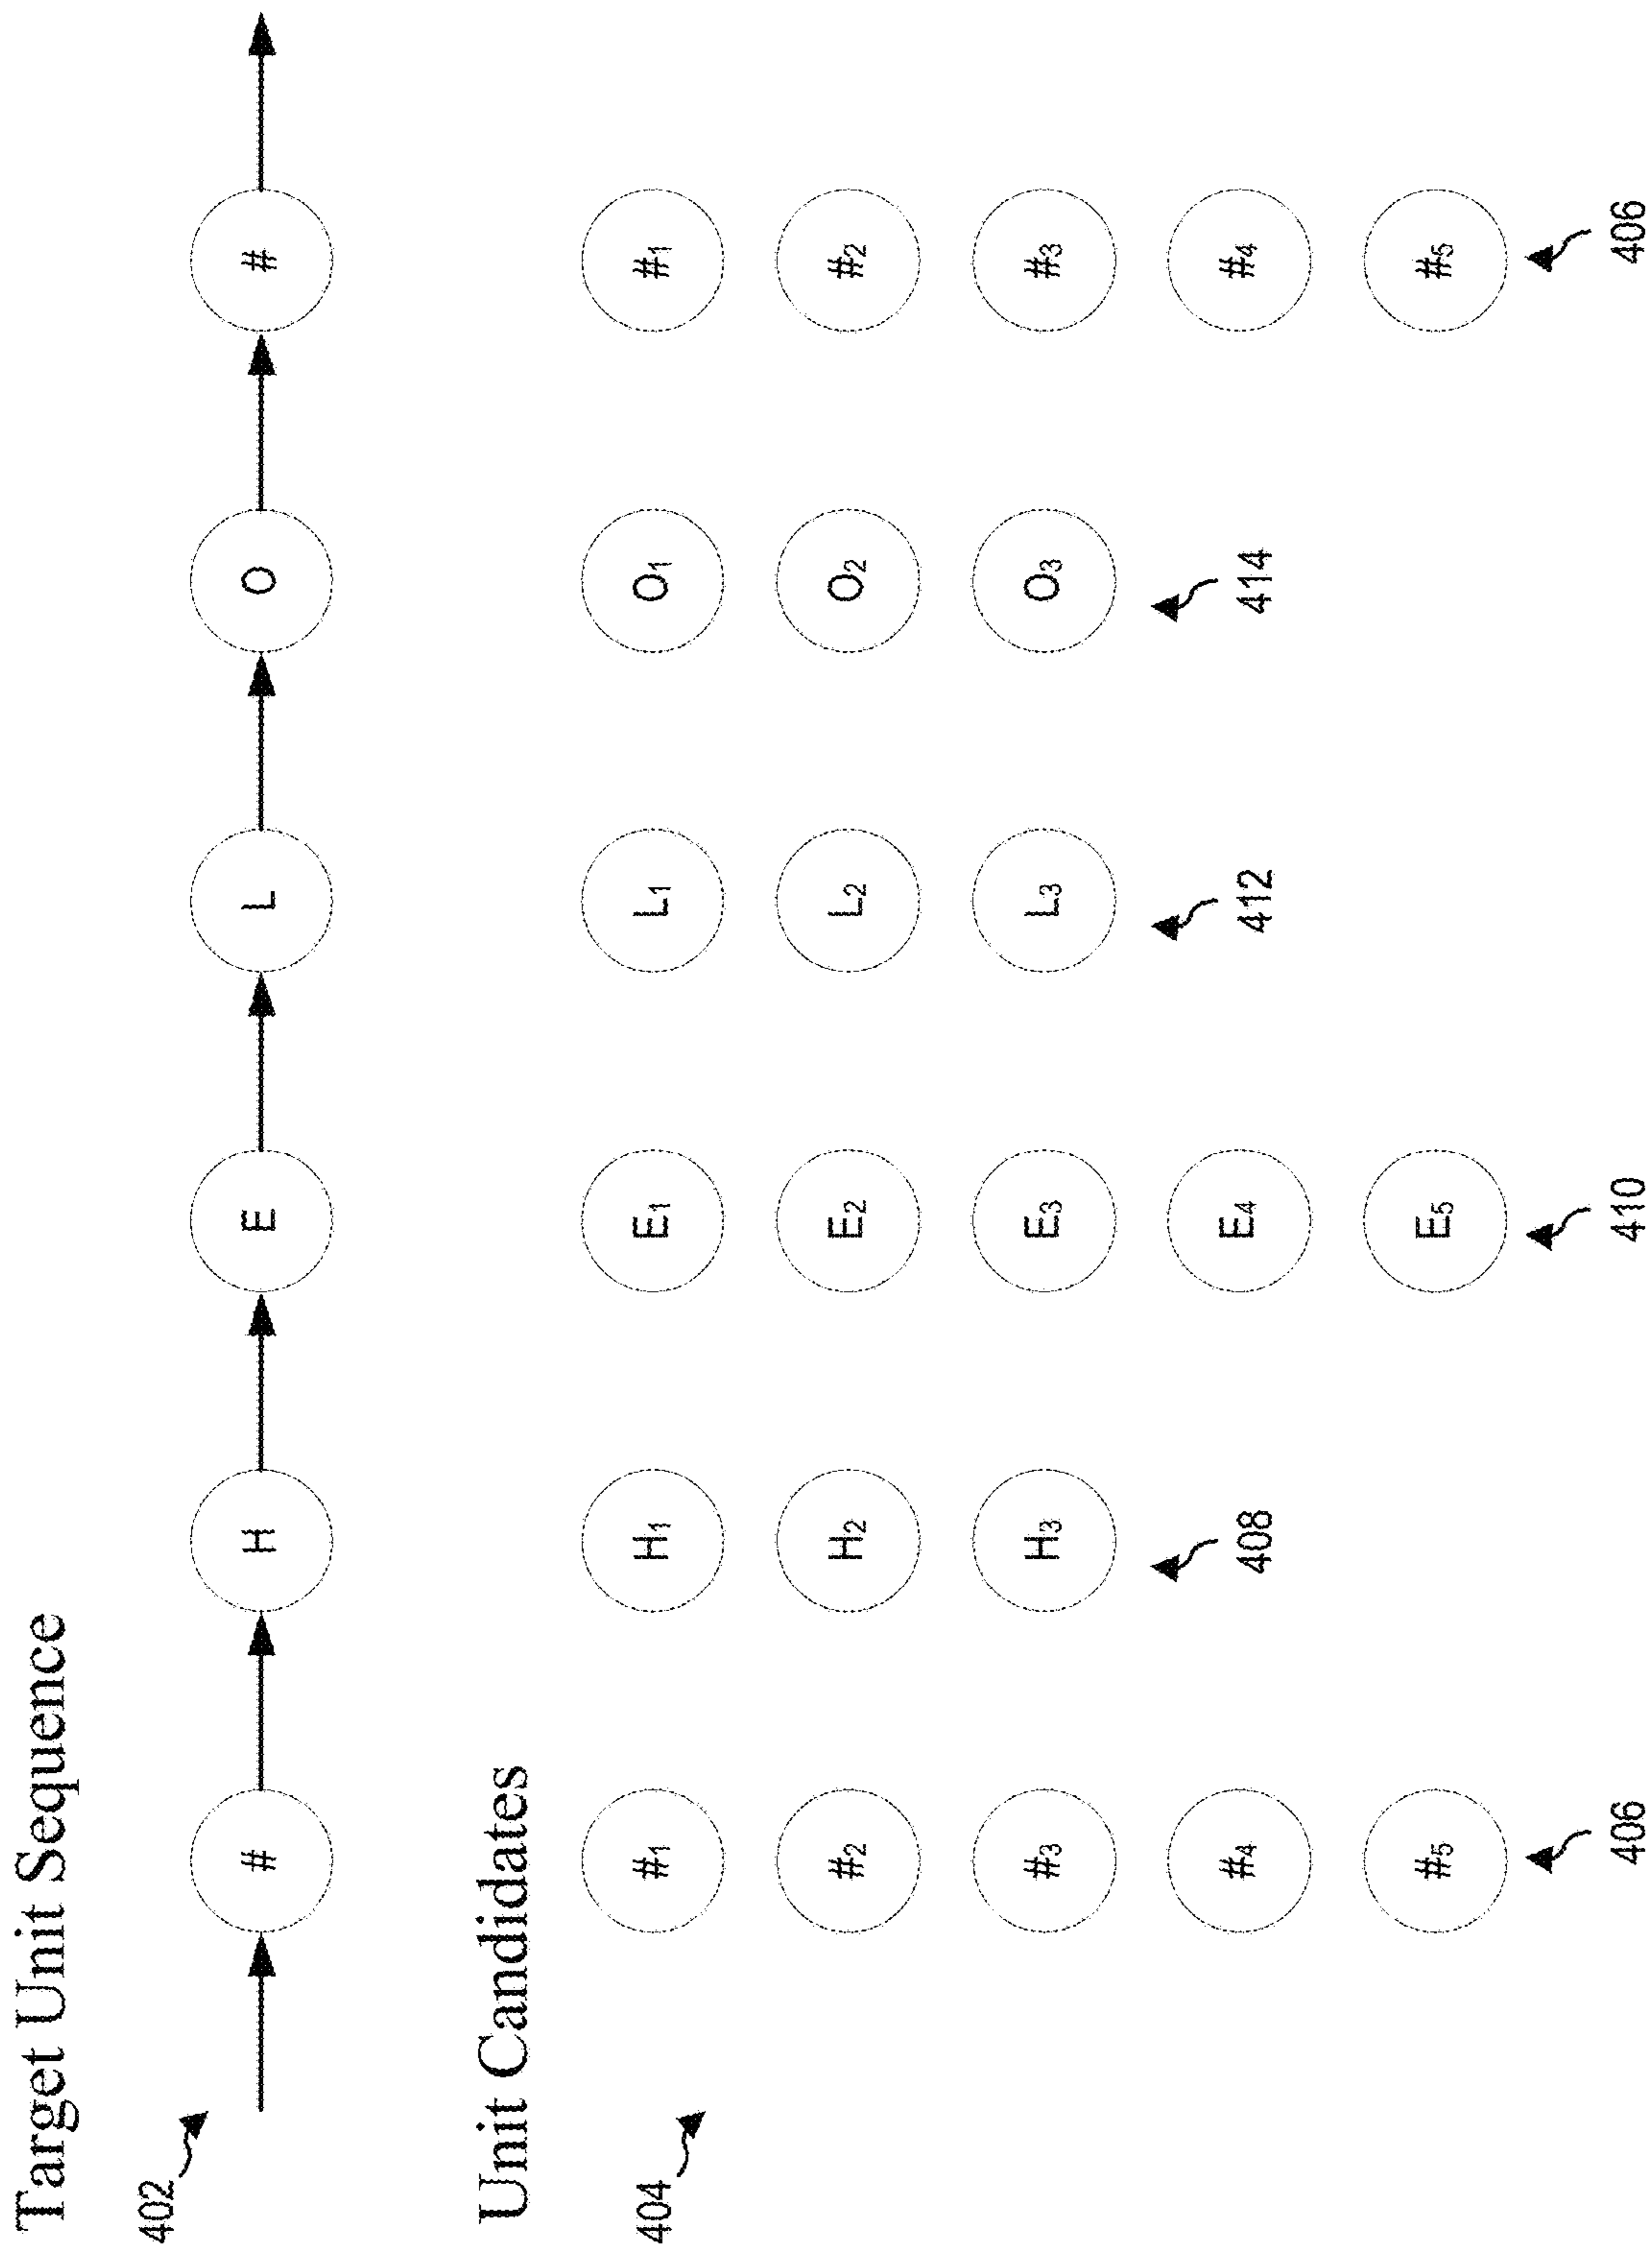 Target Unit Sequence
402
# H E L O #
Unit Candidates
404
#1 H1 E1 L1 O1 #1
#2 H2 E2 L2 O2 #2
#3 H3 E3 L3 O3 #3
#4 E4 #4
#5 E5 #5
408 412 414
406 410 406